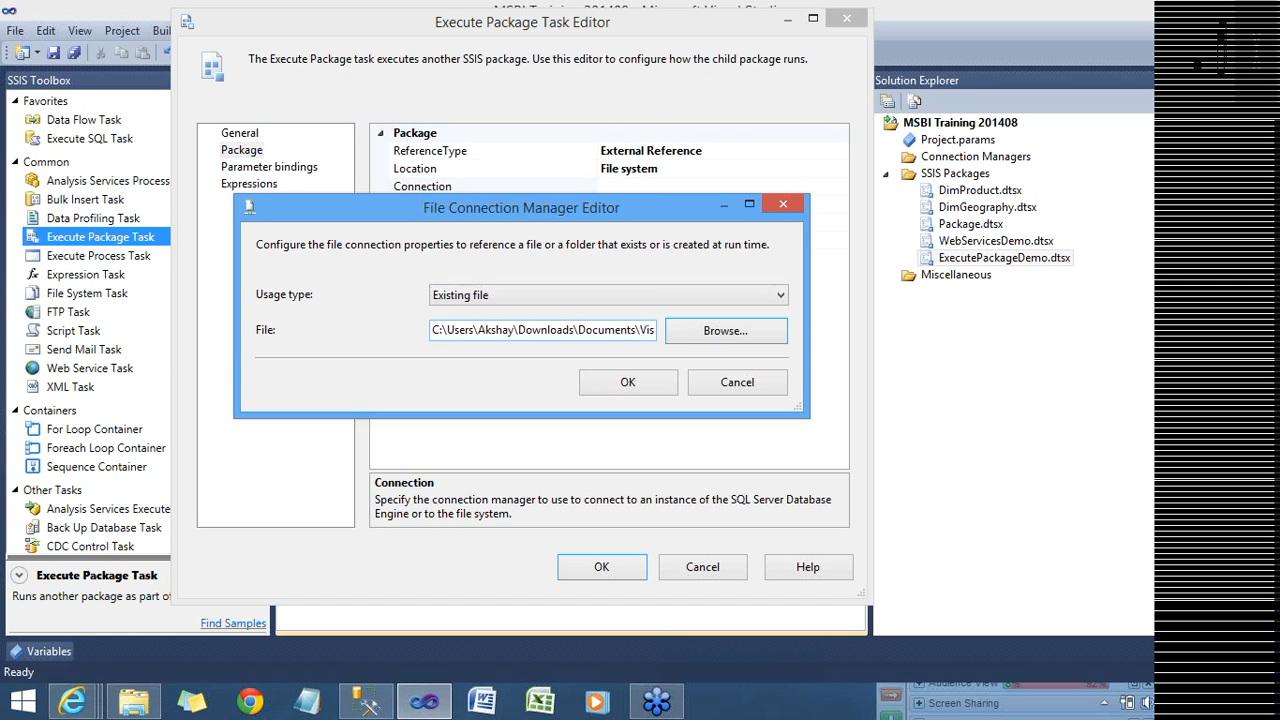 Execute Package Task Editor
File Edit View Project
SSIS Toolbox
Favorites
Data Flow Task
Execute SQL Task
Common
Analysis Services Process
Bulk Insert Task
Data Profiling Task
Execute Package Task
Execute Process Task
Expression Task
File System Task
FTP Task
Script Task
Send Mail Task
Web Service Task
XML Task
Containers
For Loop Container
Foreach Loop Container
Sequence Container
Other Tasks
Analysis Services Execute
Back Up Database Task
CDC Control Task
Execute Package Task
Runs another package as part of
Find Samples
Variables
Ready
The Execute Package task executes another SSIS package. Use this editor to configure how the child package runs.
General
Package
Parameter bindings
Expressions
Package
ReferenceType External Reference
Location File system
Connection
File Connection Manager Editor
Configure the file connection properties to reference a file or a folder that exists or is created at run time.
Usage type: Existing file
File: C:\Users\Akshay\Downloads\Documents\Vis Browse...
OK Cancel
Connection
Specify the connection manager to use to connect to an instance of the SQL Server Database
Engine or to the file system.
OK Cancel Help
Solution Explorer
MSBI Training 201408
Project.params
Connection Managers
SSIS Packages
DimProduct.dtsx
DimGeography.dtsx
Package.dtsx
WebServicesDemo.dtsx
ExecutePackageDemo.dtsx
Miscellaneous
Screen Sharing